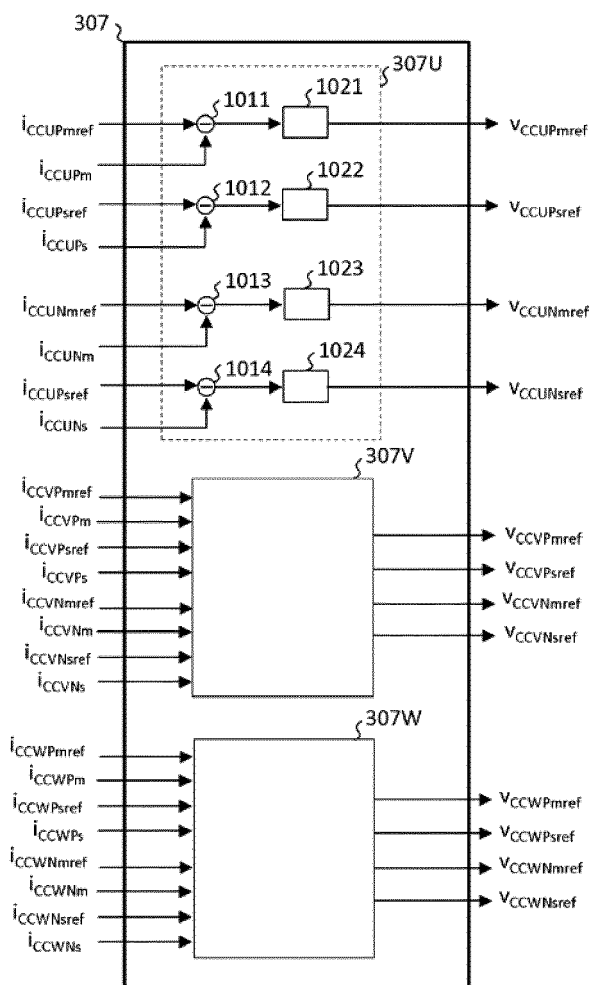 307
307U
1011
1021
iCCUPmref
vCCUPmref
iCCUPm
1012
1022
iCCUPsref
vCCUPsref
iCCUPs
1013
1023
iCCUNmref
vCCUNmref
iCCUNm
1014
1024
iCCUPsref
vCCUNsref
iCCUNs
307V
iCCVPmref
iCCVPm
vCCVPmref
iCCVPsref
vCCVPsref
iCCVPs
vCCVNmref
iCCVNmref
iCCVNm
vCCVNsref
iCCVNsref
iCCVNs
307W
iCCWPmref
iCCWPm
vCCWPmref
iCCWPsref
vCCWPsref
iCCWPs
iCCWNmref
vCCWNmref
iCCWNm
vCCWNsref
iCCWNsref
iCCWNs